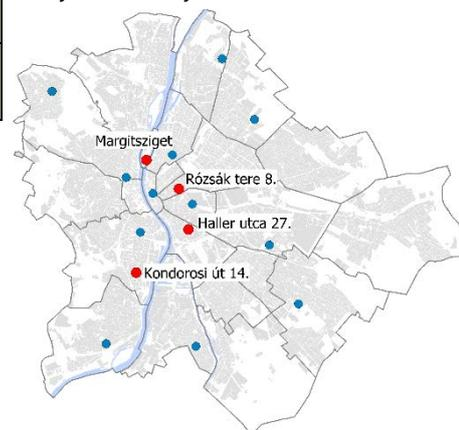 Margitsziget
Rózsák tere 8.
Haller utca 27.
Kondorosi út 14.